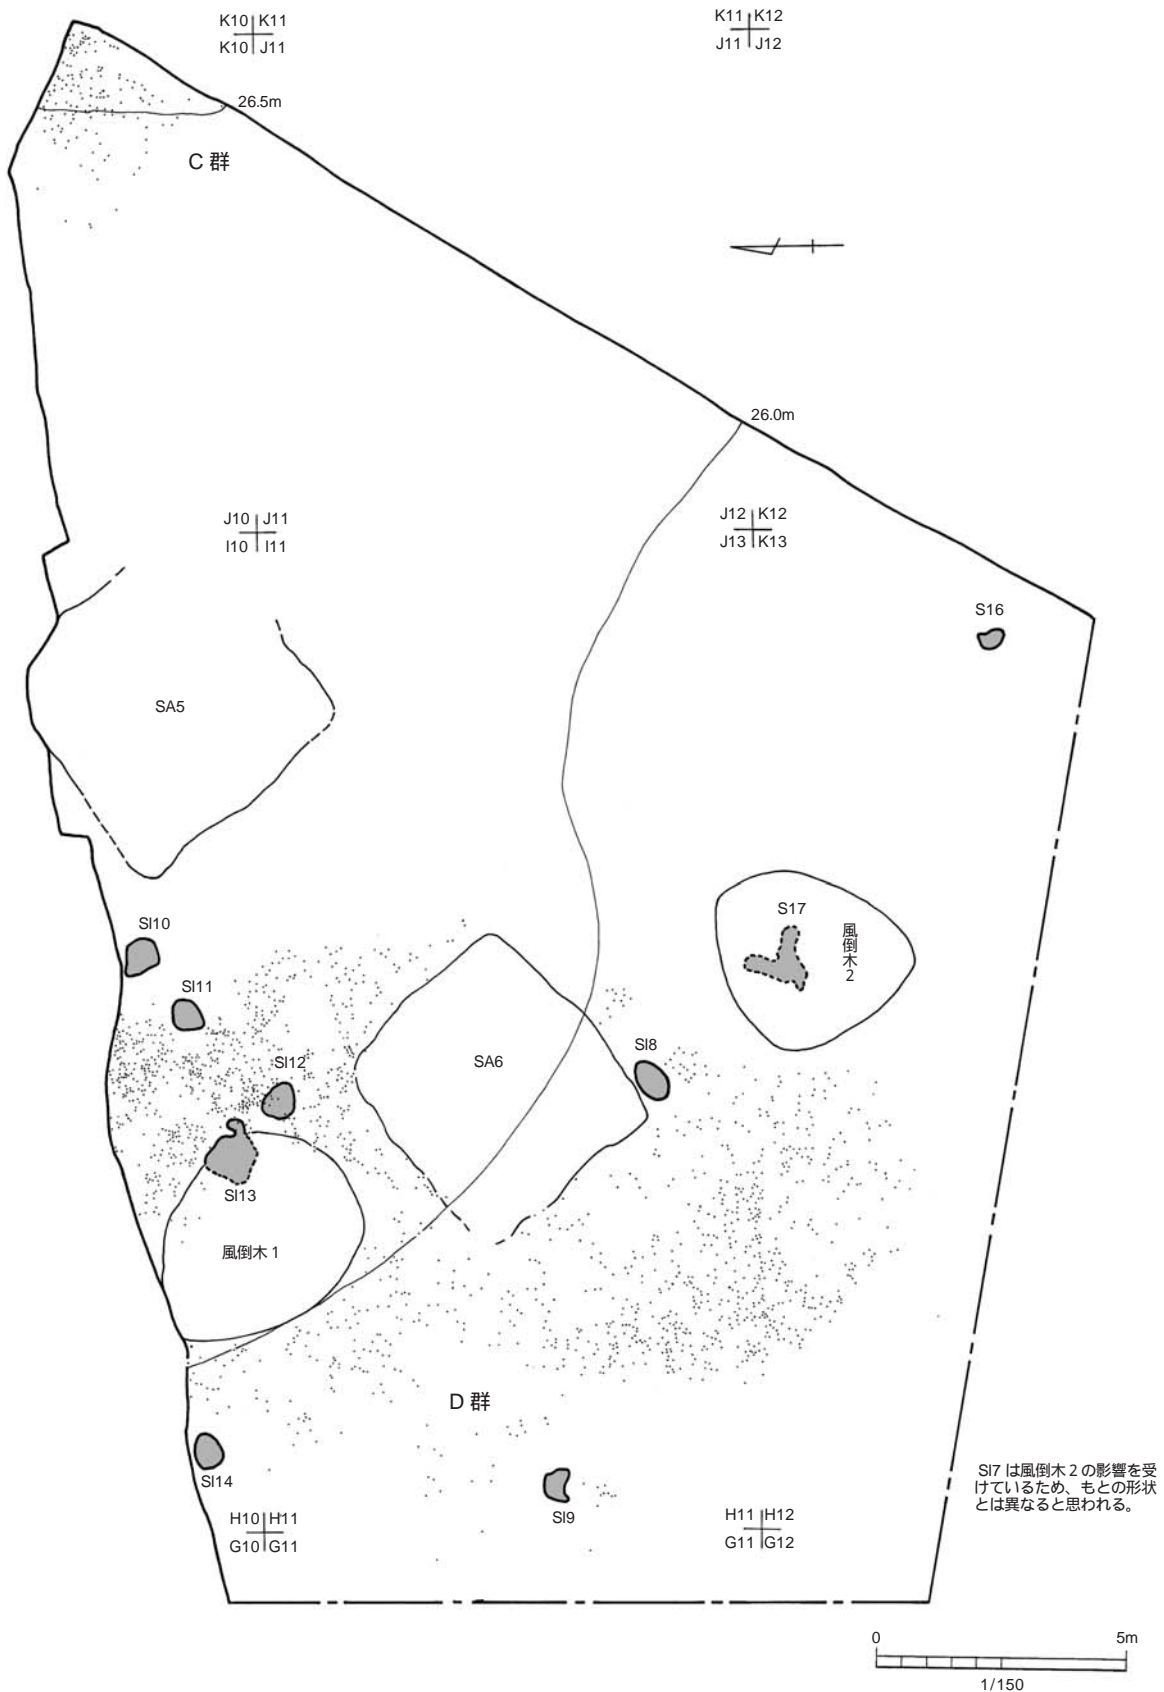 K10 K11
K10 J11
K11 K12
J11 J12
26.5m
C 群
26.0m
J10 J11
I10 I11
J12 K12
J13 K13
S16
SA5
S17
風倒木2
SI10
SI11
SI12
SI8
SA6
SI13
風倒木 1
D 群
SI14
SI9
SI7 は風倒木 2 の影響を受
けているため、もとの形状
とは異なると思われる。
H10 H11
G10 G11
H11 H12
G11 G12
0 5m
1/150